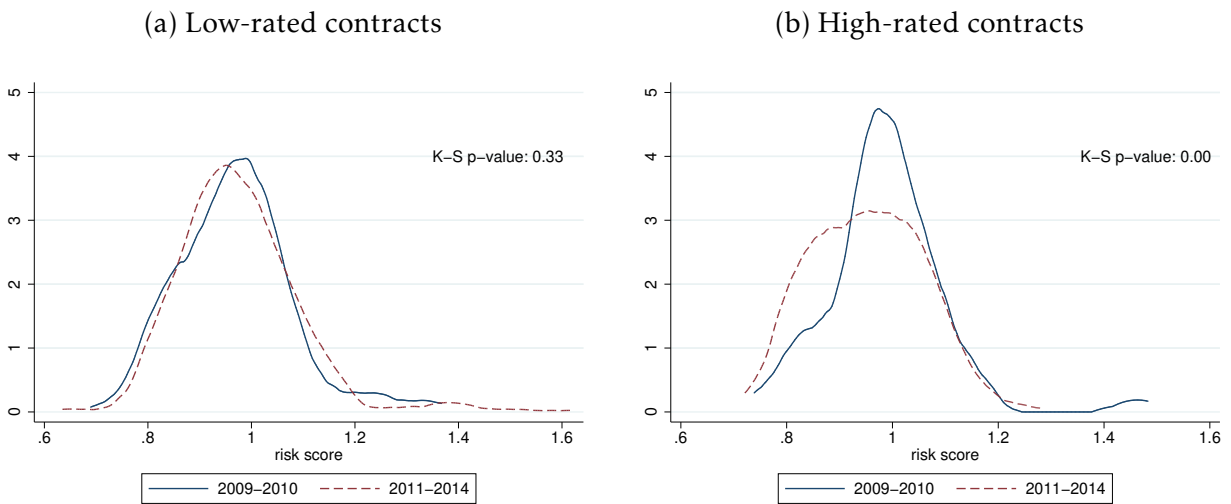 (a) Low-rated contracts
5
4
3
2
1
0
K−S p-value: 0.33
.6 .8 1 1.2 1.4 1.6
risk score
2009−2010 2011−2014
(b) High-rated contracts
5
4
3
2
1
0
K−S p-value: 0.00
.6 .8 1 1.2 1.4 1.6
risk score
2009−2010 2011−2014